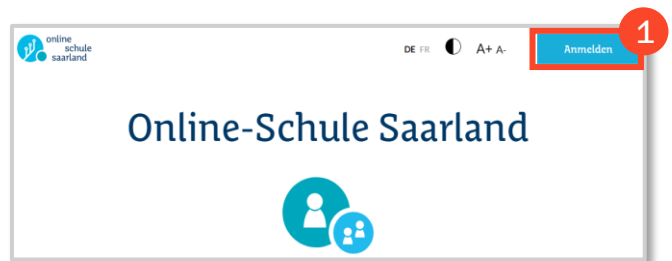 online
schule
saarland
DE FR A+ A- Anmelden
1
Online-Schule Saarland